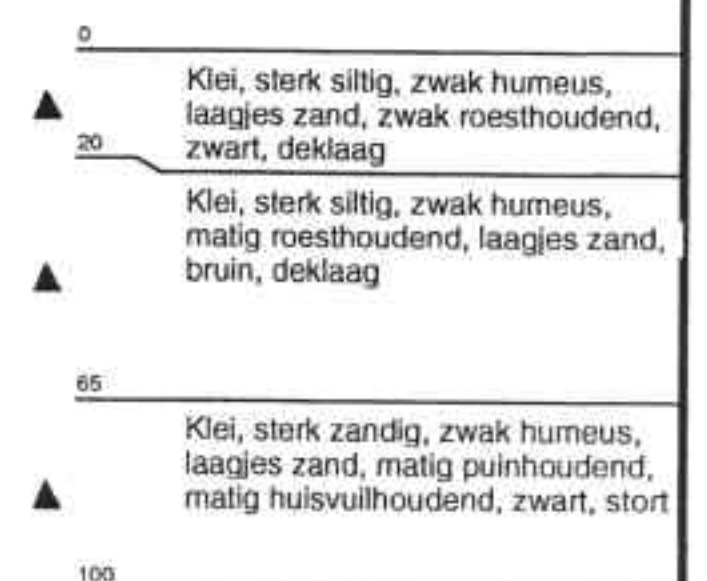 0
Klei, sterk siltig, zwak humeus,
laagjes zand, zwak roesthoudend,
20
zwart, deklaag
Klei, sterk siltig, zwak humeus,
matig roesthoudend, laagjes zand,
bruin, deklaag
65
Klei, sterk zandig, zwak humeus,
laagjes zand, matig puinhoudend,
matig huisvuilhoudend, zwart, stort
100